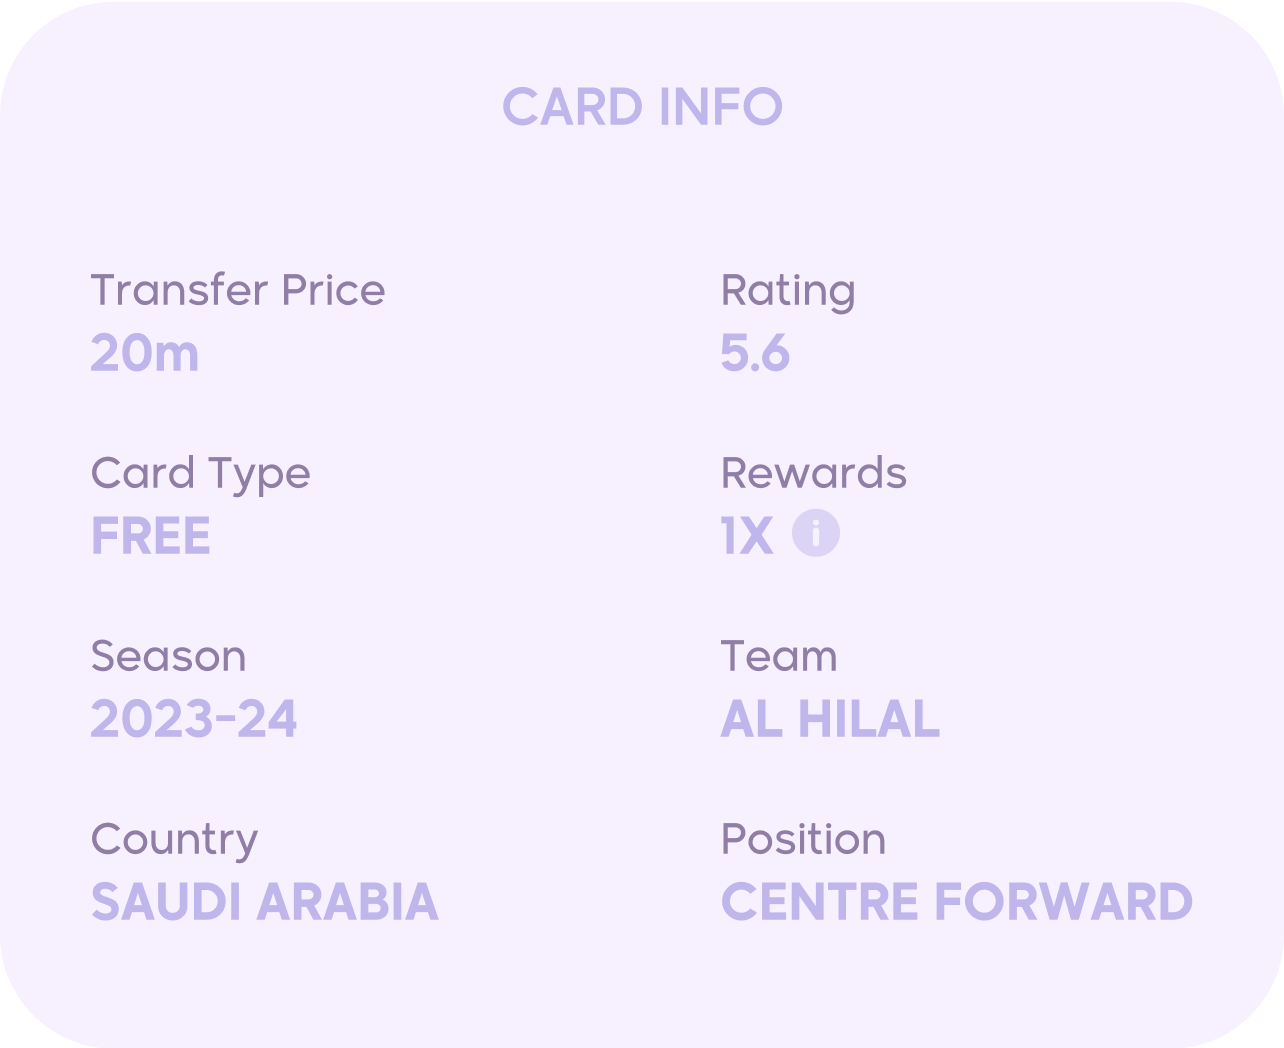 CARD INFO
Transfer Price
20m
Rating
5.6
Card Type
FREE
Rewards
1X i
Season
2023-24
Team
AL HILAL
Country
SAUDI ARABIA
Position
CENTRE FORWARD